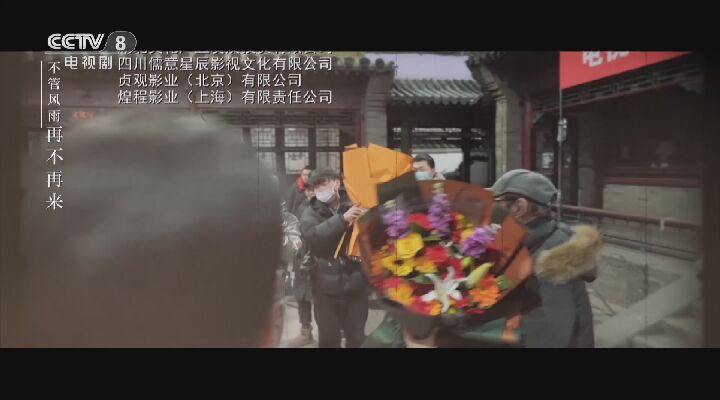 CCTV 8
电视剧
四川儒意星辰影视文化有限公司
贞观影业（北京）有限公司
煌程影业（上海）有限责任公司
不管风雨
再不再来
电视